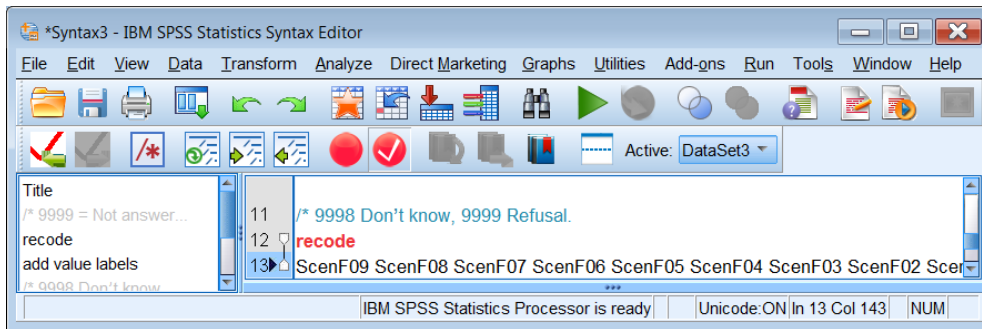 *Syntax3 - IBM SPSS Statistics Syntax Editor
File Edit View Data Transform Analyze Direct Marketing Graphs Utilities Add-ons Run Tools Window Help
Active: DataSet3
Title
/* 9999 = Not answer...
recode
add value labels
/* 9998 Don't know
11 /* 9998 Don't know, 9999 Refusal.
12 recode
13 ScenF09 ScenF08 ScenF07 ScenF06 ScenF05 ScenF04 ScenF03 ScenF02
IBM SPSS Statistics Processor is ready Unicode:ON In 13 Col 143 NUM